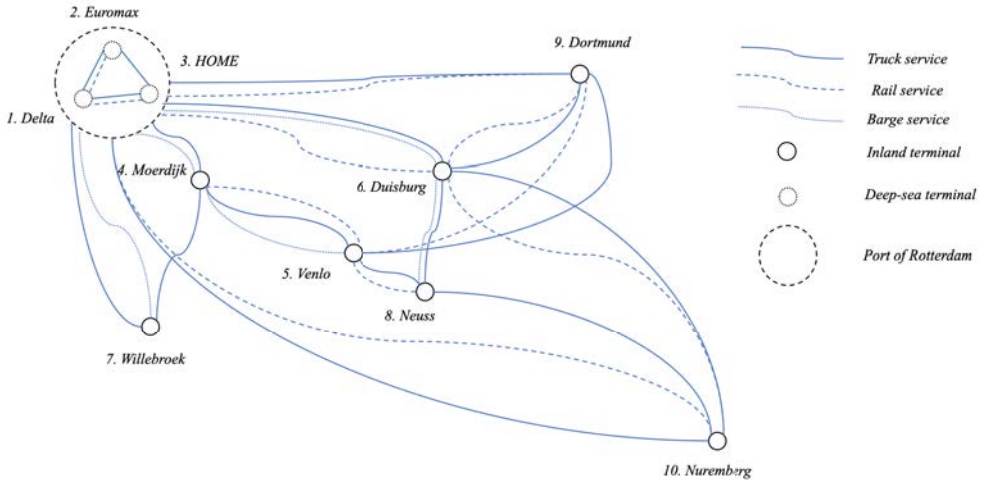 2. Euromax
3. HOME
1. Delta
4. Moerdijk
9. Dortmund
6. Duisburg
5. Venlo
8. Neuss
7. Willebroek
10. Nuremberg
Truck service
Rail service
Barge service
Inland terminal
Deep-sea terminal
Port of Rotterdam